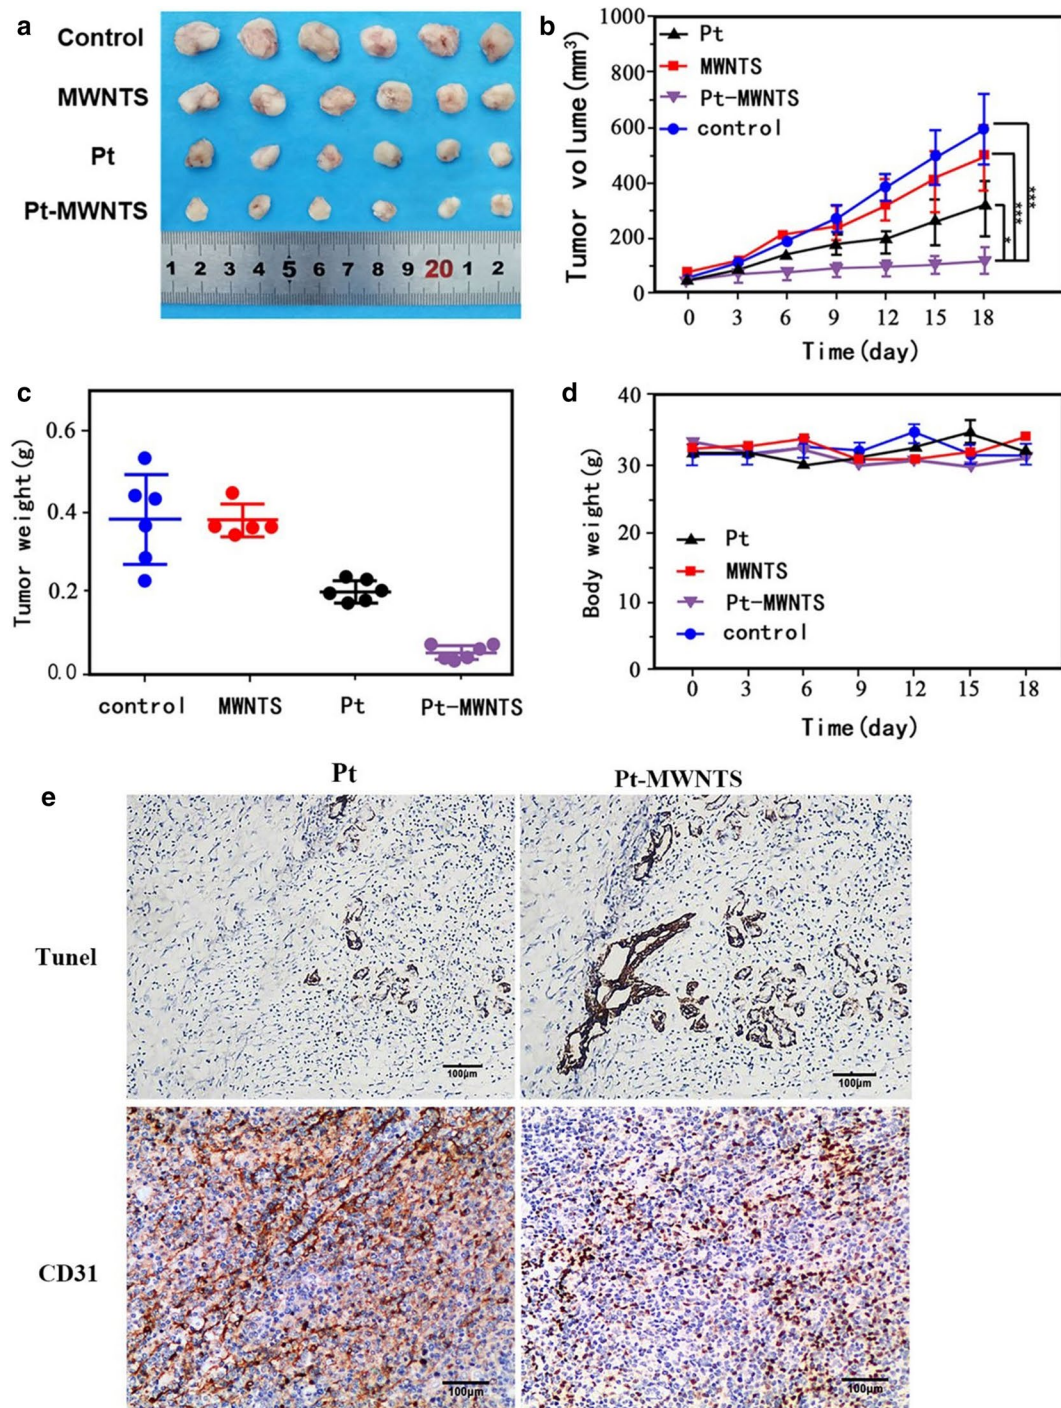 a
Control
MWNTS
Pt
Pt-MWNTS
1 2 3 4 5 6 7 8 9 20 1 2
b
Tumor volume(mm³)
1000
800
600
400
200
0
Pt
MWNTS
Pt-MWNTS
control
***
***
*
0 3 6 9 12 15 18
Time(day)
c
Tumor weight(g)
0.6
0.4
0.2
0.0
control MWNTS Pt Pt-MWNTS
d
Body weight(g)
40
30
20
10
0
Pt
MWNTS
Pt-MWNTS
control
0 3 6 9 12 15 18
Time(day)
e
Pt Pt-MWNTS
Tunel
100μm 100μm
CD31
100μm 100μm